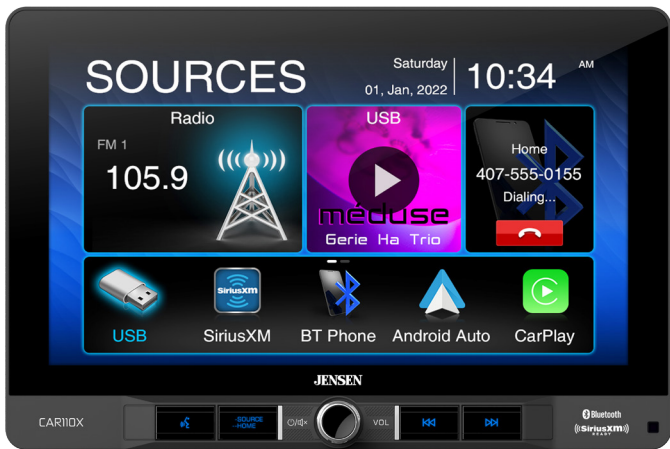 SOURCES
Saturday
01, Jan, 2022
10:34 AM
Radio
FM 1
105.9
USB
méduse
Gerie Ha Trio
Home
407-555-0155
Dialing...
USB
SiriusXM
SiriusXM
BT Phone
Android Auto
CarPlay
JENSEN
CAR110X
-SOURCE
--HOME
VOL
Bluetooth
((SiriusXM))
READY